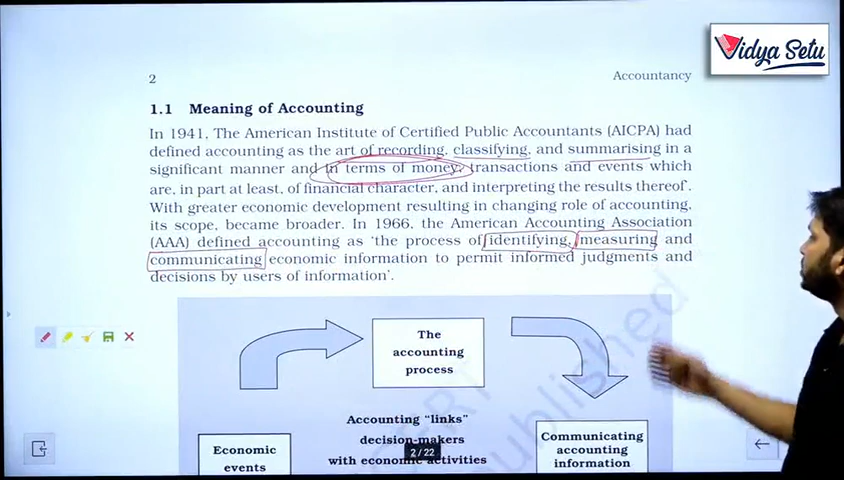 Vidya Setu
2
Accountancy
1.1 Meaning of Accounting
In 1941, The American Institute of Certified Public Accountants (AICPA) had
defined accounting as the art of recording, classifying, and summarising in a
significant manner and in terms of money, transactions and events which
are, in part at least, of financial character, and interpreting the results thereof'.
With greater economic development resulting in changing role of accounting,
its scope, became broader. In 1966, the American Accounting Association
(AAA) defined accounting as 'the process of identifying, measuring and
communicating economic information to permit informed judgments and
decisions by users of information'.
The
accounting
process
Accounting "links"
decision-makers
with economic activities
Economic
events
Communicating
accounting
information
2 / 22
published